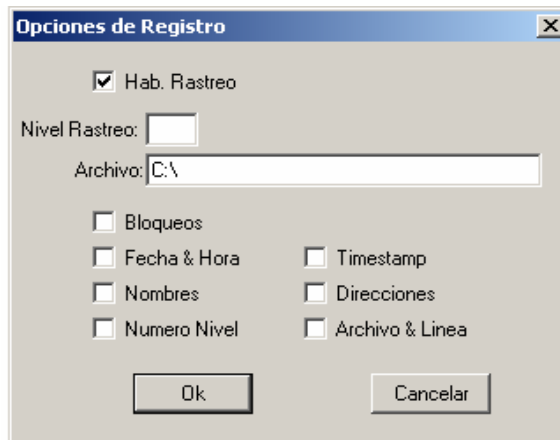 Opciones de Registro
Hab. Rastreo
Nivel Rastreo:
Archivo: C:\
Bloqueos
Fecha & Hora Timestamp
Nombres Direcciones
Numero Nivel Archivo & Linea
Ok Cancelar